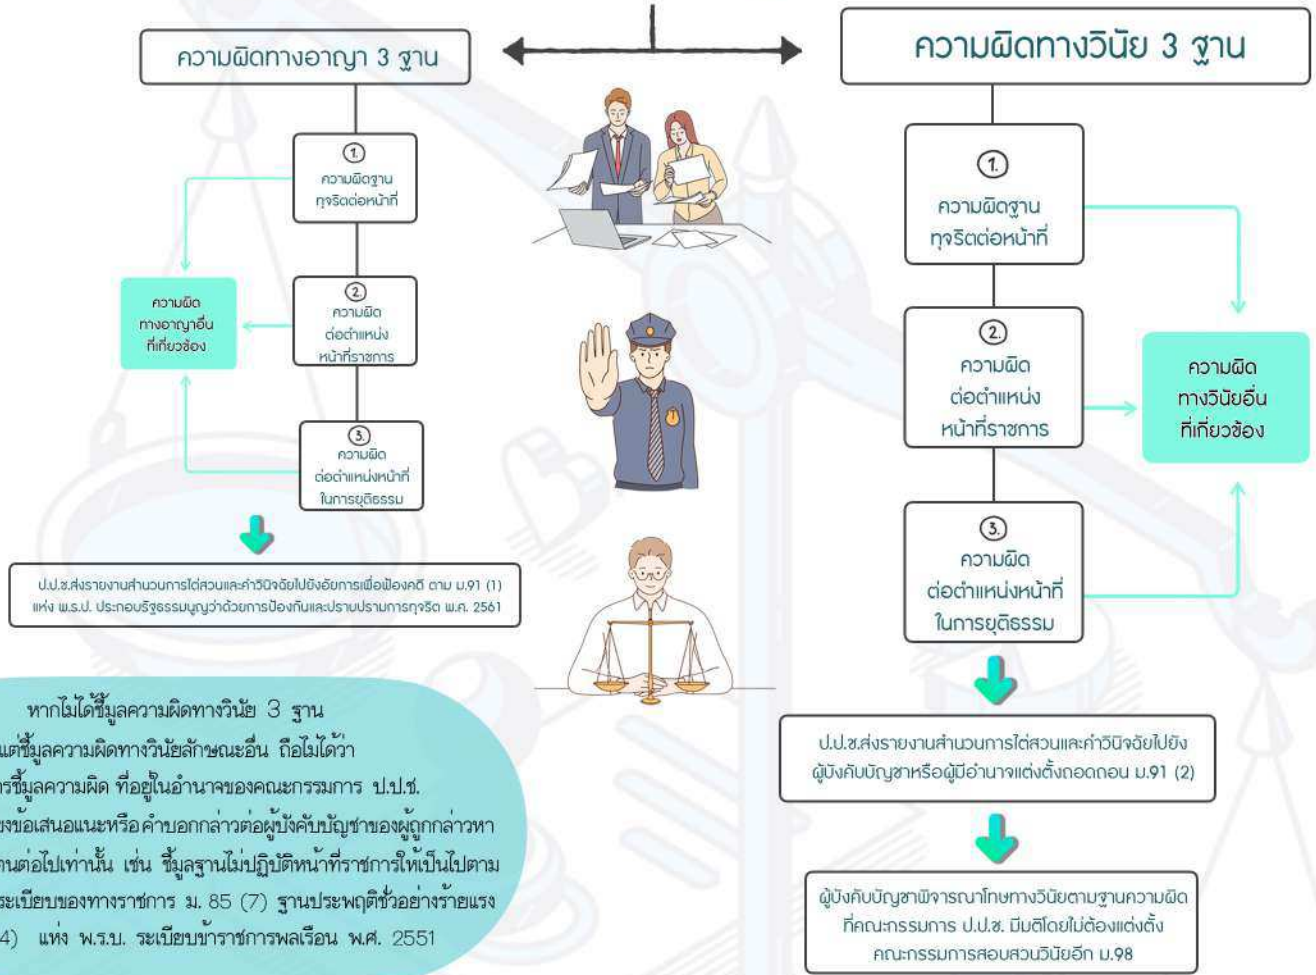 ความผิดทางอาญา 3 ฐาน
1.
ความผิดฐาน
ทุจริตต่อหน้าที่
2.
ความผิด
ต่อตำแหน่ง
หน้าที่ราชการ
3.
ความผิด
ต่อตำแหน่งหน้าที่
ในการยุติธรรม
ความผิด
ทางอาญาอื่น
ที่เกี่ยวข้อง
ป.ป.ช.ส่งรายงานสำนวนการไต่สวนและคำวินิจฉัยไปยังอัยการเพื่อฟ้องคดี ตาม ม.91 (1)
แห่ง พ.ร.ป. ประกอบรัฐธรรมนูญว่าด้วยการป้องกันและปราบปรามการทุจริต พ.ศ. 2561
หากไม่ได้ชี้มูลความผิดทางวินัย 3 ฐาน
แต่ชี้มูลความผิดทางวินัยลักษณะอื่น ถือไม่ได้ว่า
ารชี้มูลความผิด ที่อยู่ในอำนาจของคณะกรรมการ ป.ป.ช.
ข้อเสนอแนะหรือคำบอกกล่าวต่อผู้บังคับบัญชาของผู้ถูกกล่าวหา
ต่อไปเท่านั้น เช่น ชี้มูลฐานไม่ปฏิบัติหน้าที่ราชการให้เป็นไปตาม
ระเบียบของทางราชการ ม. 85 (7) ฐานประพฤติชั่วอย่างร้ายแรง
4) แห่ง พ.ร.บ. ระเบียบข้าราชการพลเรือน พ.ศ. 2551
ความผิดทางวินัย 3 ฐาน
1.
ความผิดฐาน
ทุจริตต่อหน้าที่
2.
ความผิด
ต่อตำแหน่ง
หน้าที่ราชการ
3.
ความผิด
ต่อตำแหน่งหน้าที่
ในการยุติธรรม
ความผิด
ทางวินัยอื่น
ที่เกี่ยวข้อง
ป.ป.ช.ส่งรายงานสำนวนการไต่สวนและคำวินิจฉัยไปยัง
ผู้บังคับบัญชาหรือผู้มีอำนาจแต่งตั้งถอดถอน ม.91 (2)
ผู้บังคับบัญชาพิจารณาโทษทางวินัยตามฐานความผิด
ที่คณะกรรมการ ป.ป.ช. มีมติโดยไม่ต้องแต่งตั้ง
คณะกรรมการสอบสวนวินัยอีก ม.98